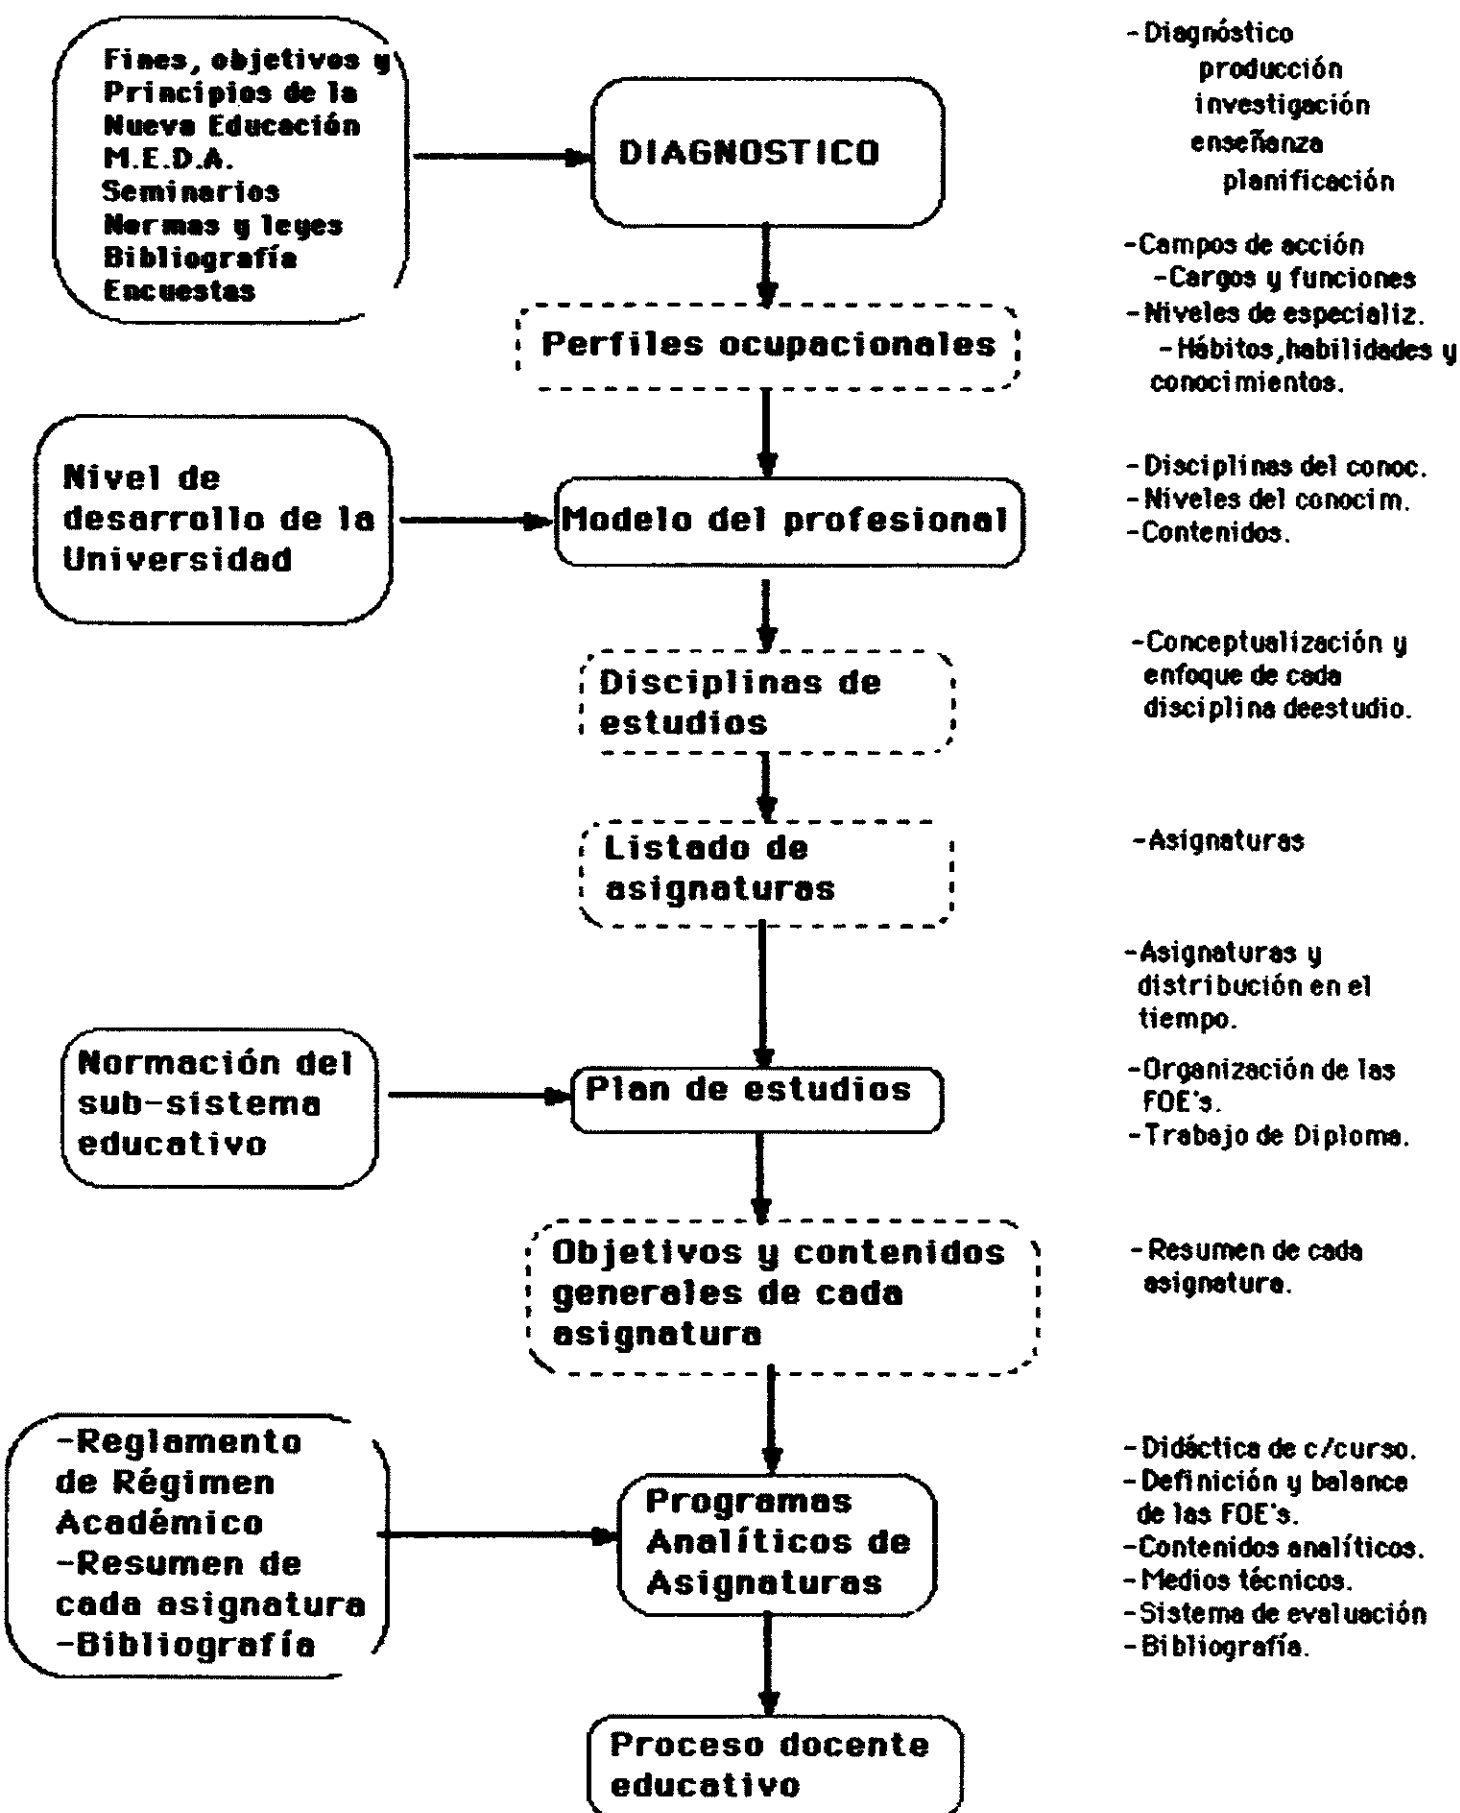 Fines, objetivos y
Principios de la
Nueva Educación
M.E.D.A.
Seminarios
Normas y leyes
Bibliografía
Encuestas
DIAGNOSTICO
-Diagnóstico
producción
investigación
enseñanza
planificación
Perfiles ocupacionales
-Campos de acción
-Cargos y funciones
-Niveles de especializ.
-Hábitos,habilidades y
conocimientos.
Nivel de
desarrollo de la
Universidad
Modelo del profesional
-Disciplinas del conoc.
-Niveles del conocim.
-Contenidos.
Disciplinas de
estudios
-Conceptualización y
enfoque de cada
disciplina deestudio.
Listado de
asignaturas
-Asignaturas
Normación del
sub-sistema
educativo
Plan de estudios
-Asignaturas y
distribución en el
tiempo.
-Organización de las
FOE's.
-Trabajo de Diploma.
Objetivos y contenidos
generales de cada
asignatura
-Resumen de cada
asignatura.
-Reglamento
de Régimen
Académico
-Resumen de
cada asignatura
-Bibliografía
Programas
Analíticos de
Asignaturas
-Didáctica de c/curso.
-Definición y balance
de las FOE's.
-Contenidos analíticos.
-Medios técnicos.
-Sistema de evaluación
-Bibliografía.
Proceso docente
educativo